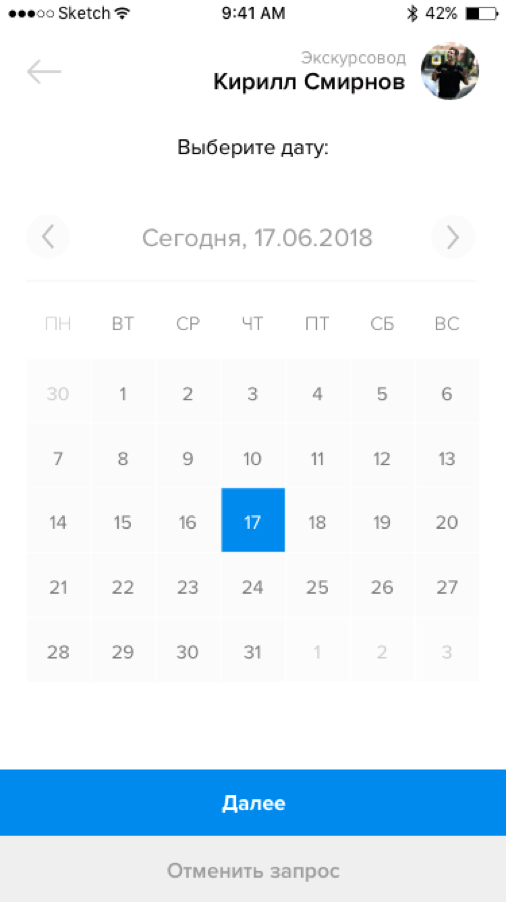 Sketch 9:41 AM 42%
Экскурсовод
Кирилл Смирнов
Выберите дату:
Сегодня, 17.06.2018
ПН ВТ СР ЧТ ПТ СБ ВС
30 1 2 3 4 5 6
7 8 9 10 11 12 13
14 15 16 17 18 19 20
21 22 23 24 25 26 27
28 29 30 31 1 2 3
Далее
Отменить запрос